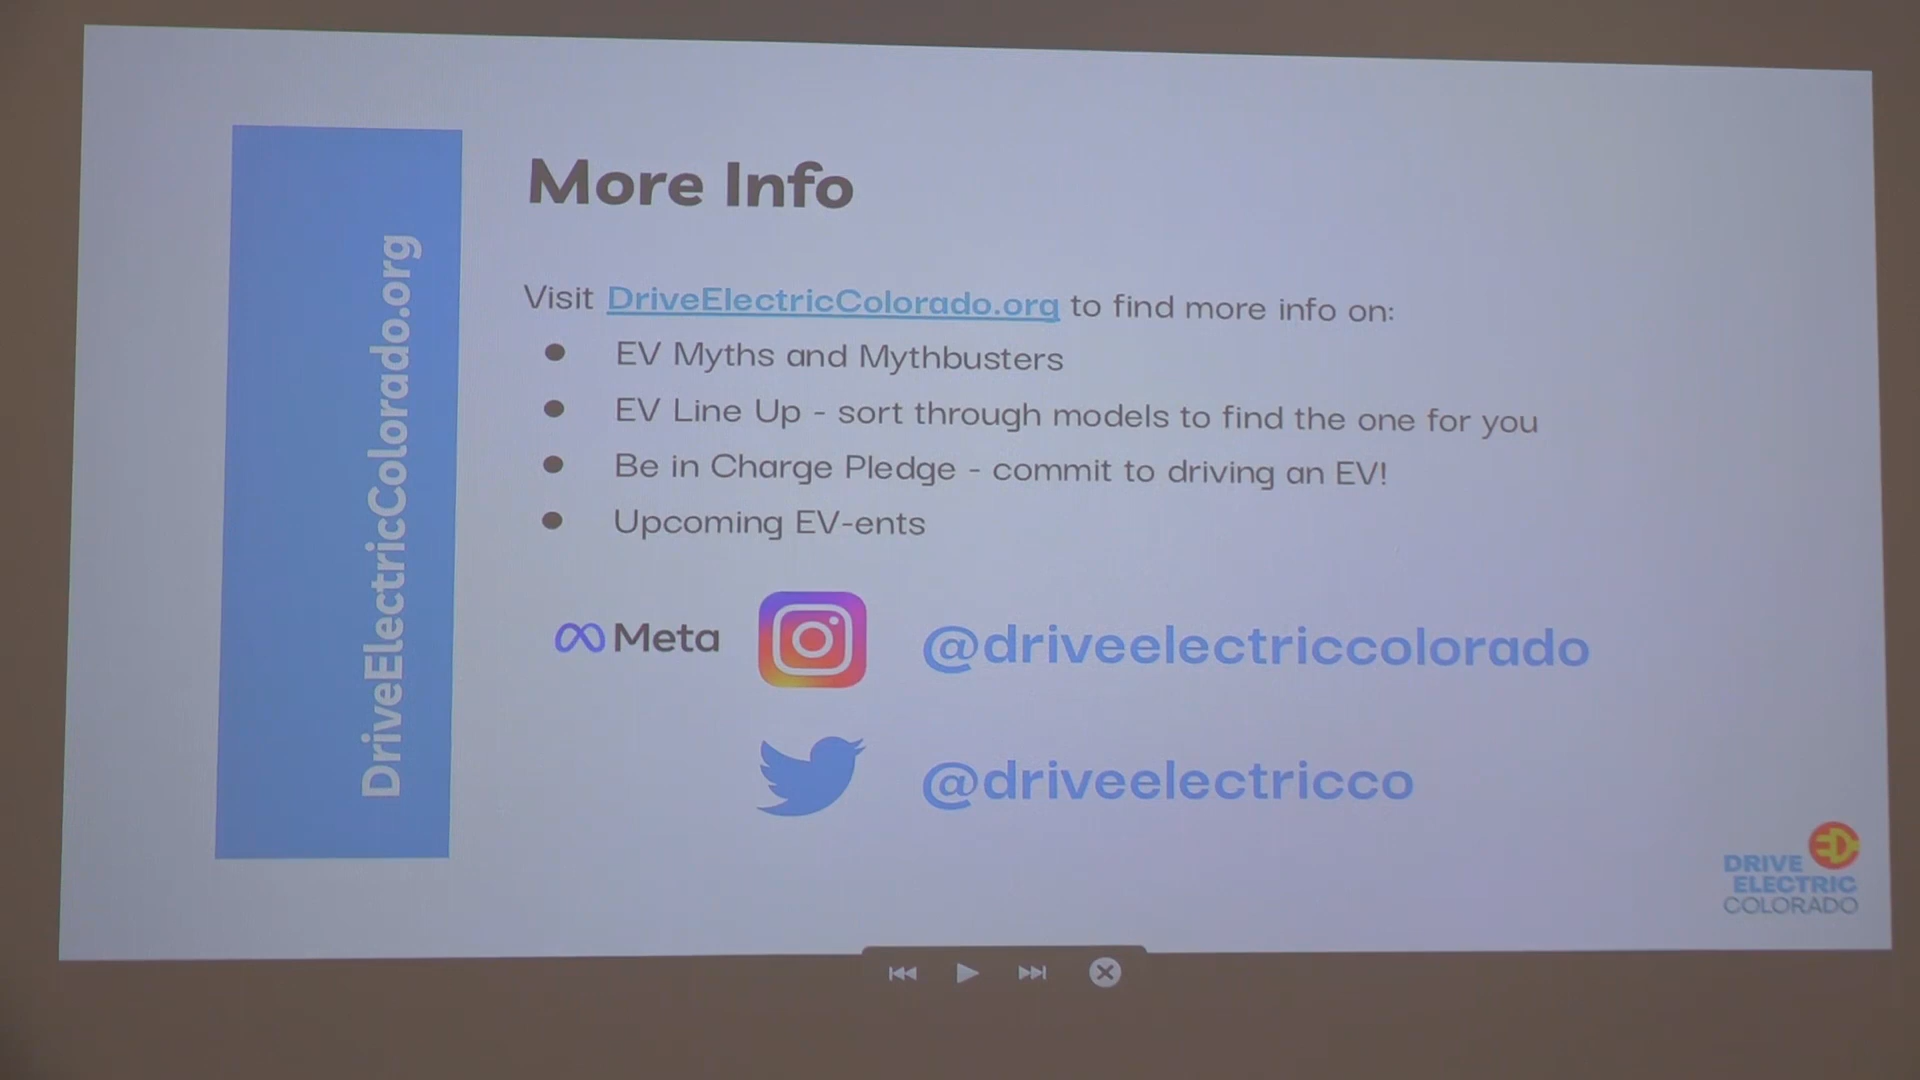 DriveElectricColorado.org
More Info
Visit DriveElectricColorado.org to find more info on:
● EV Myths and Mythbusters
● EV Line Up - sort through models to find the one for you
● Be in Charge Pledge - commit to driving an EV!
● Upcoming EV-ents
Meta @driveelectriccolorado
@driveelectricco
DRIVE
ELECTRIC
COLORADO